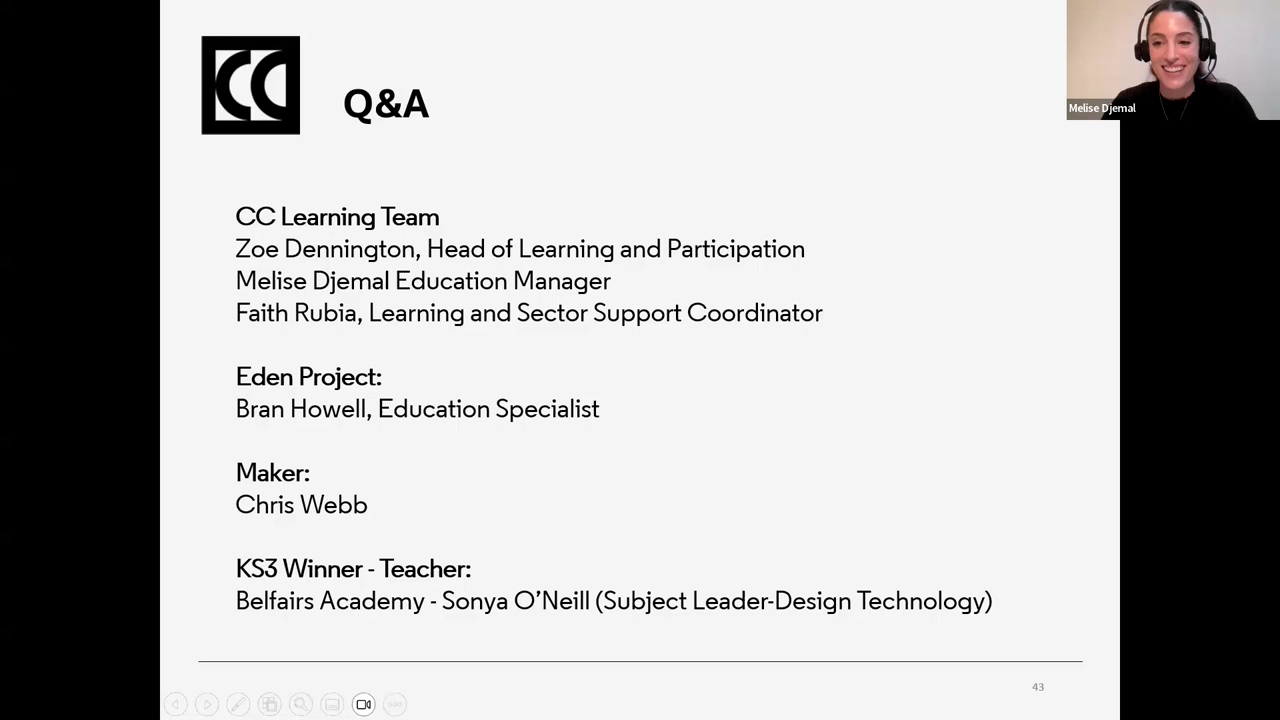 CC
Q&A
Melise Djemal
CC Learning Team
Zoe Dennington, Head of Learning and Participation
Melise Djemal Education Manager
Faith Rubia, Learning and Sector Support Coordinator
Eden Project:
Bran Howell, Education Specialist
Maker:
Chris Webb
KS3 Winner - Teacher:
Belfairs Academy - Sonya O’Neill (Subject Leader-Design Technology)
43